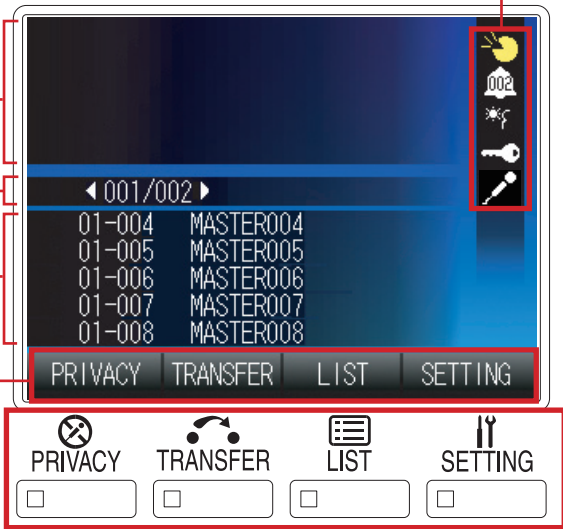 002
◀ 001/002 ▶
01-004 MASTER004
01-005 MASTER005
01-006 MASTER006
01-007 MASTER007
01-008 MASTER008
PRIVACY TRANSFER LIST SETTING
PRIVACY TRANSFER LIST SETTING